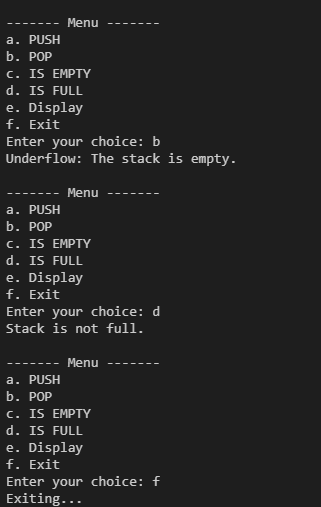 ------- Menu -------
a. PUSH
b. POP
c. IS EMPTY
d. IS FULL
e. Display
f. Exit
Enter your choice: b
Underflow: The stack is empty.
------- Menu -------
a. PUSH
b. POP
c. IS EMPTY
d. IS FULL
e. Display
f. Exit
Enter your choice: d
Stack is not full.
------- Menu -------
a. PUSH
b. POP
c. IS EMPTY
d. IS FULL
e. Display
f. Exit
Enter your choice: f
Exiting...